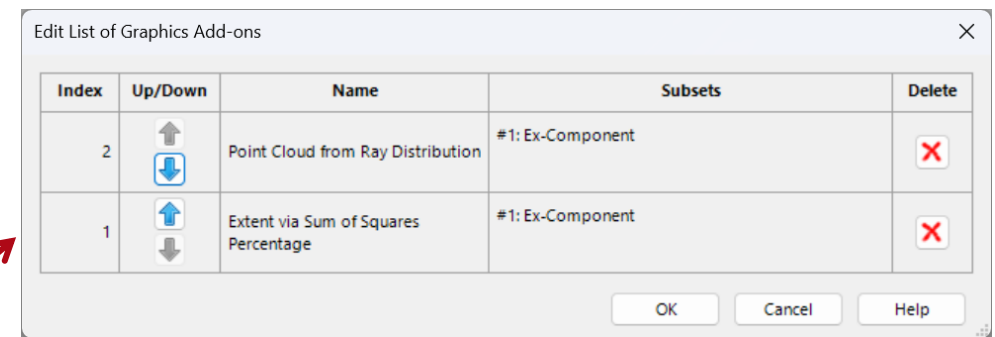 Edit List of Graphics Add-ons
Index Up/Down Name Subsets Delete
2 Point Cloud from Ray Distribution #1: Ex-Component
1 Extent via Sum of Squares #1: Ex-Component
Percentage
OK Cancel Help